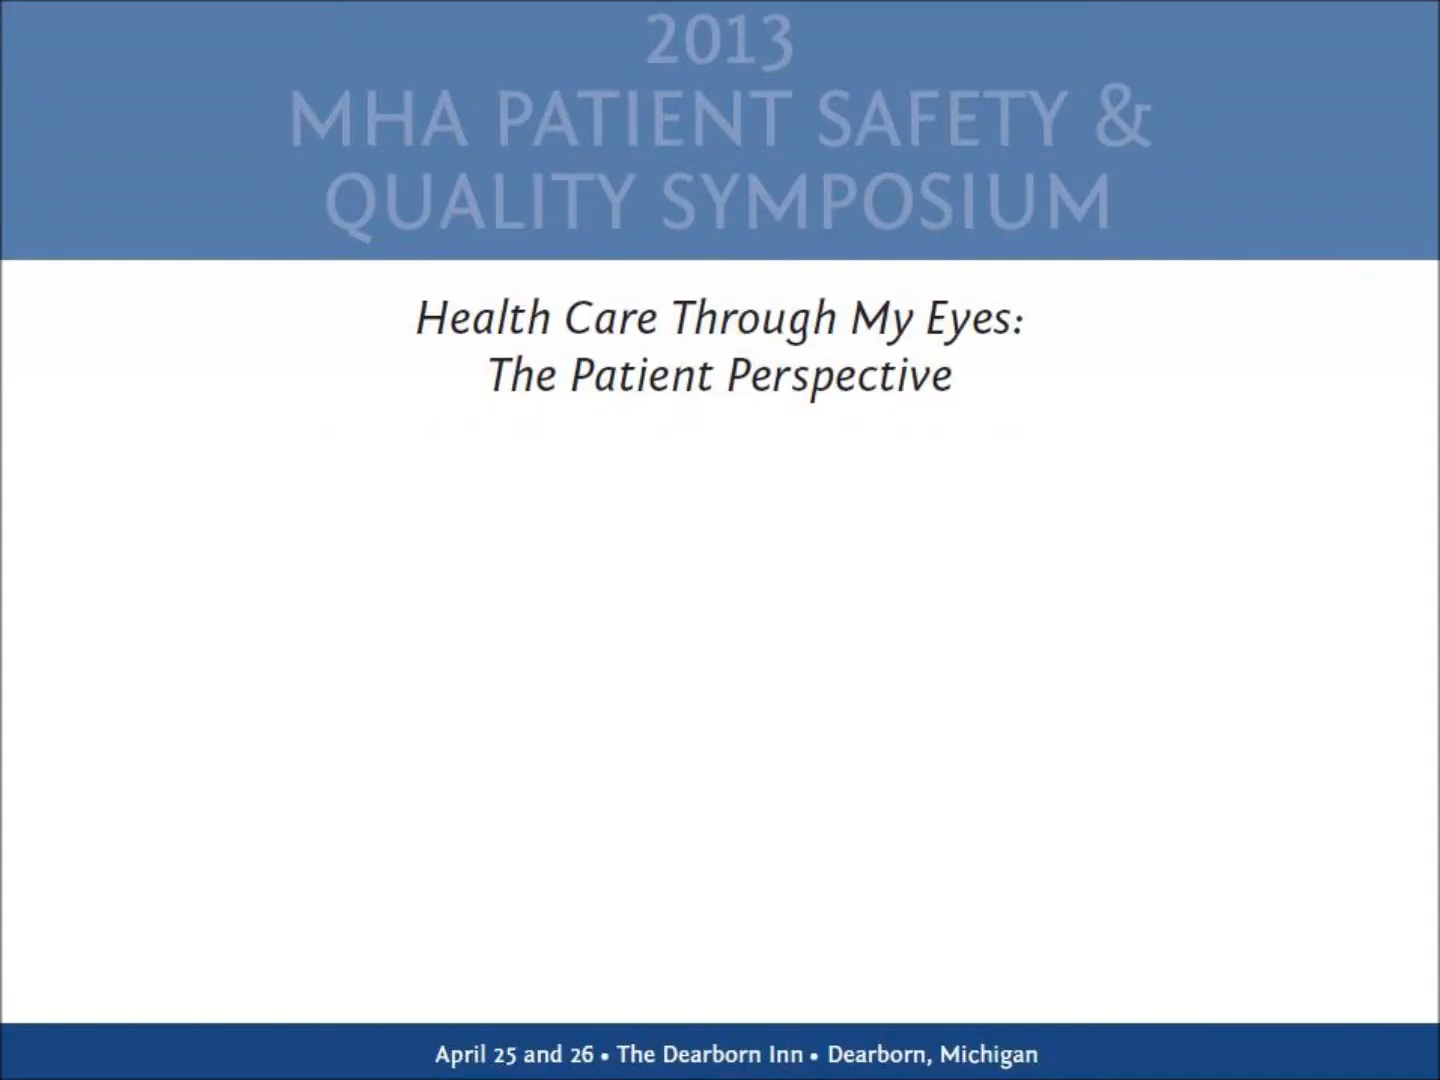 2013
MHA PATIENT SAFETY &
QUALITY SYMPOSIUM
Health Care Through My Eyes:
The Patient Perspective
April 25 and 26 • The Dearborn Inn • Dearborn, Michigan